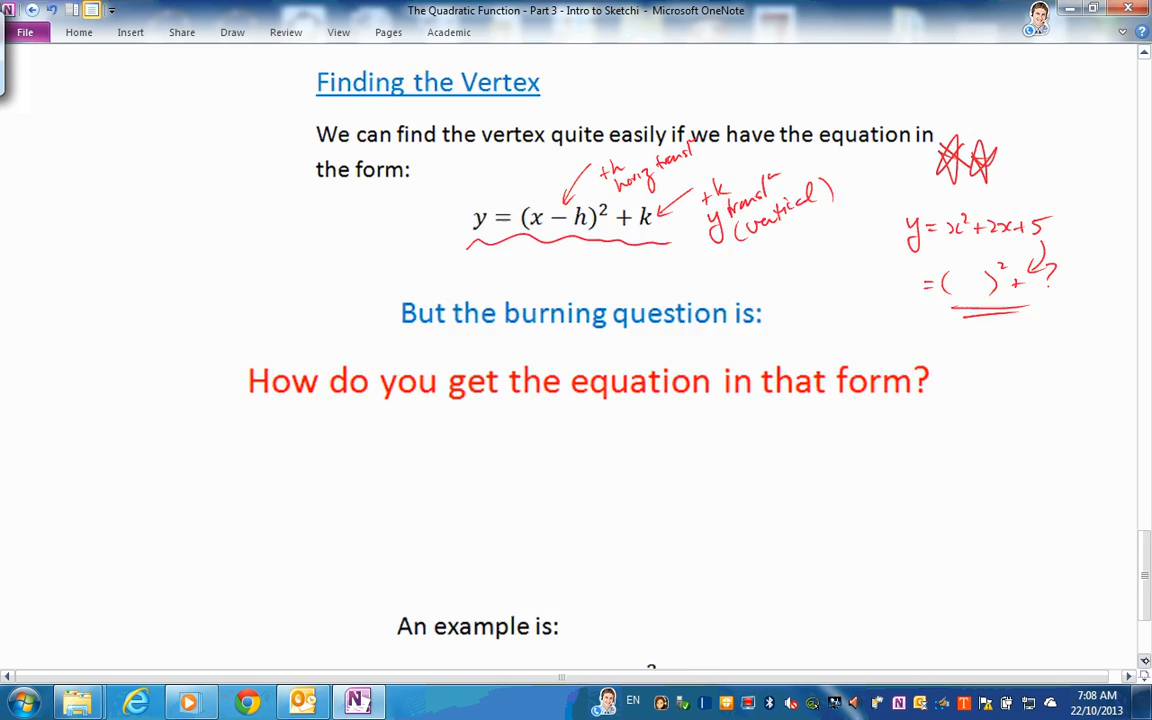 The Quadratic Function - Part 3 - Intro to Sketchi - Microsoft OneNote
File Home Insert Share Draw Review View Pages Academic
Finding the Vertex
We can find the vertex quite easily if we have the equation in
the form:
+h
horiz transl
+k
y transl
(vertical)
y = (x − h)² + k
y = x² + 2x + 5
= (   )² + ?
But the burning question is:
How do you get the equation in that form?
An example is:
2
EN
7:08 AM
22/10/2013